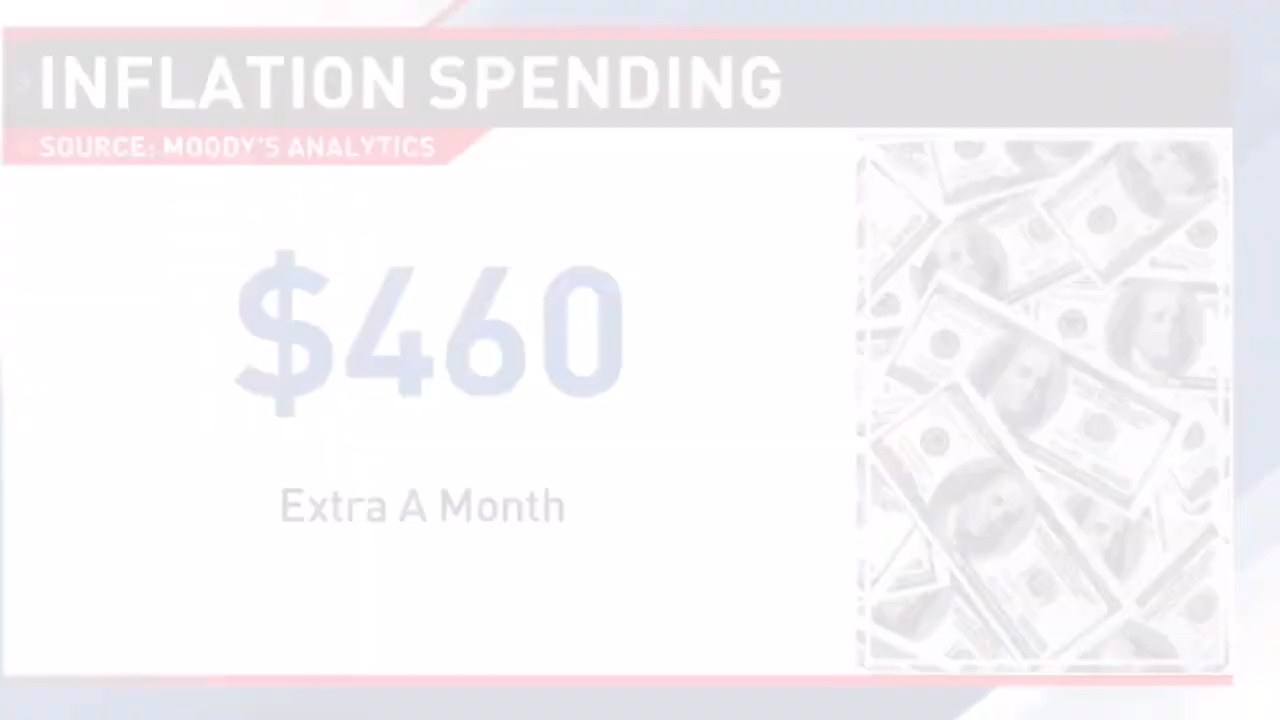 INFLATION SPENDING
SOURCE: MOODY'S ANALYTICS
$460
Extra A Month